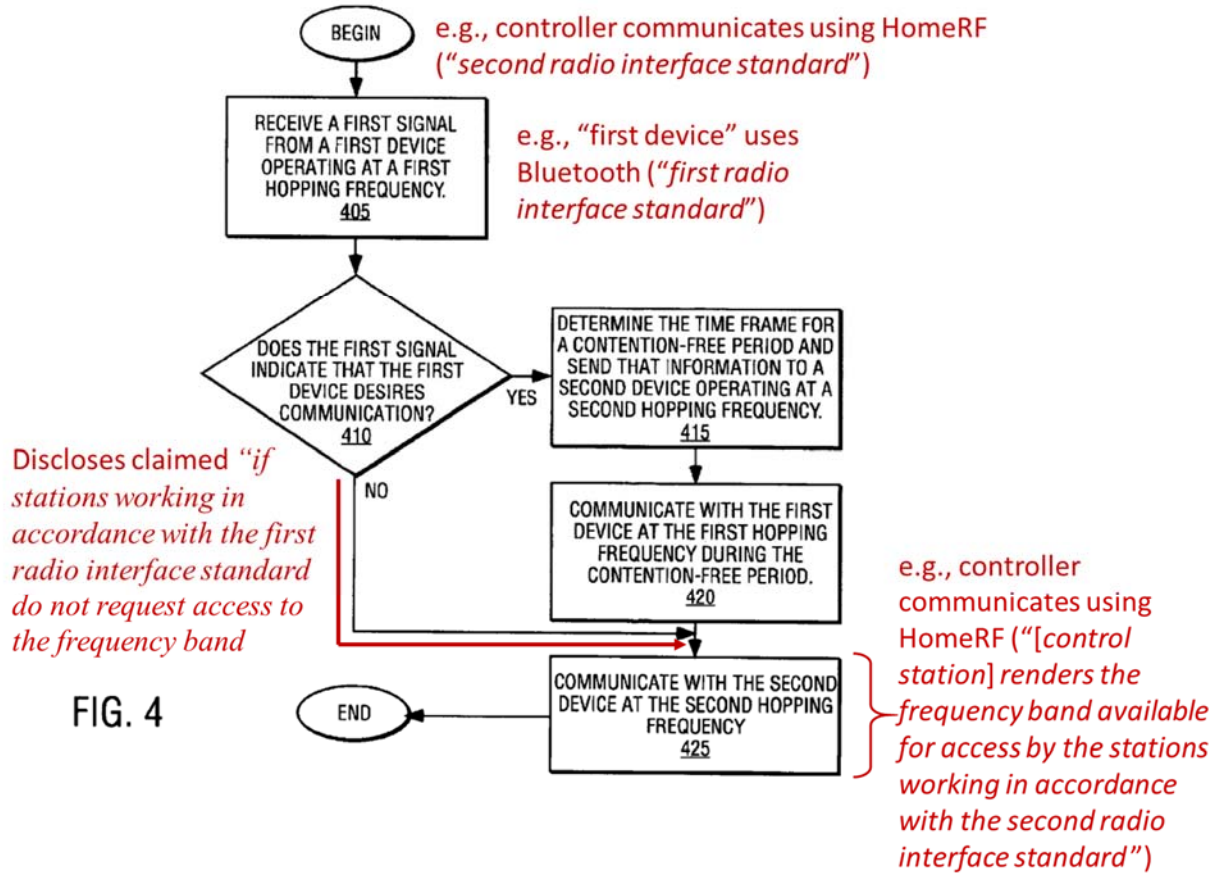 BEGIN
e.g., controller communicates using HomeRF
(“second radio interface standard”)
RECEIVE A FIRST SIGNAL
FROM A FIRST DEVICE
OPERATING AT A FIRST
HOPPING FREQUENCY.
405
e.g., “first device” uses
Bluetooth (“first radio
interface standard”)
DOES THE FIRST SIGNAL
INDICATE THAT THE FIRST
DEVICE DESIRES
COMMUNICATION?
410
YES
NO
DETERMINE THE TIME FRAME FOR
A CONTENTION-FREE PERIOD AND
SEND THAT INFORMATION TO A
SECOND DEVICE OPERATING AT A
SECOND HOPPING FREQUENCY.
415
Discloses claimed “if
stations working in
accordance with the first
radio interface standard
do not request access to
the frequency band
COMMUNICATE WITH THE FIRST
DEVICE AT THE FIRST HOPPING
FREQUENCY DURING THE
CONTENTION-FREE PERIOD.
420
e.g., controller
communicates using
HomeRF (“[control
station] renders the
frequency band available
for access by the stations
working in accordance
with the second radio
interface standard”)
COMMUNICATE WITH THE SECOND
DEVICE AT THE SECOND HOPPING
FREQUENCY
425
END
FIG. 4